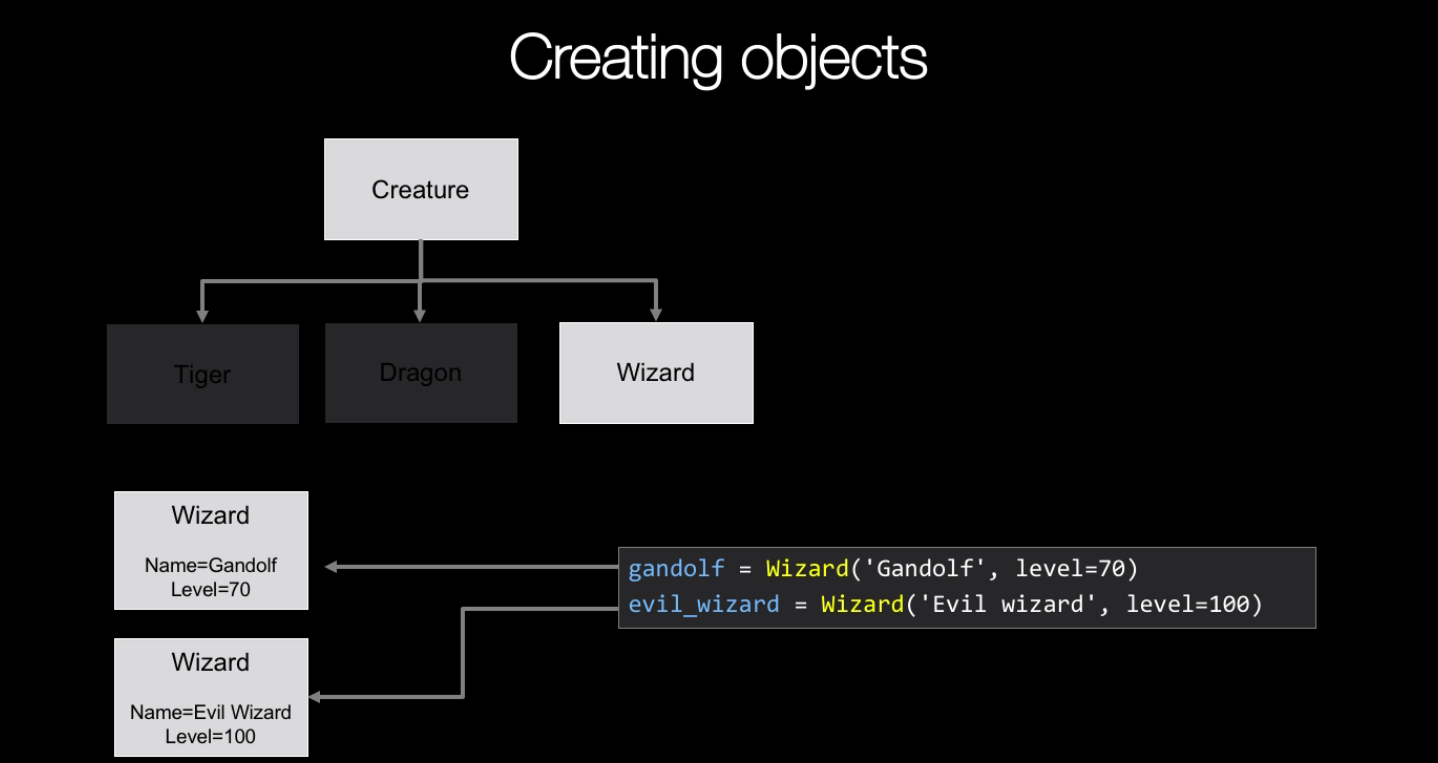 Creating objects
Creature
Tiger
Dragon
Wizard
Wizard
Name=Gandolf
Level=70
gandolf = Wizard('Gandolf', level=70)
evil_wizard = Wizard('Evil wizard', level=100)
Wizard
Name=Evil Wizard
Level=100